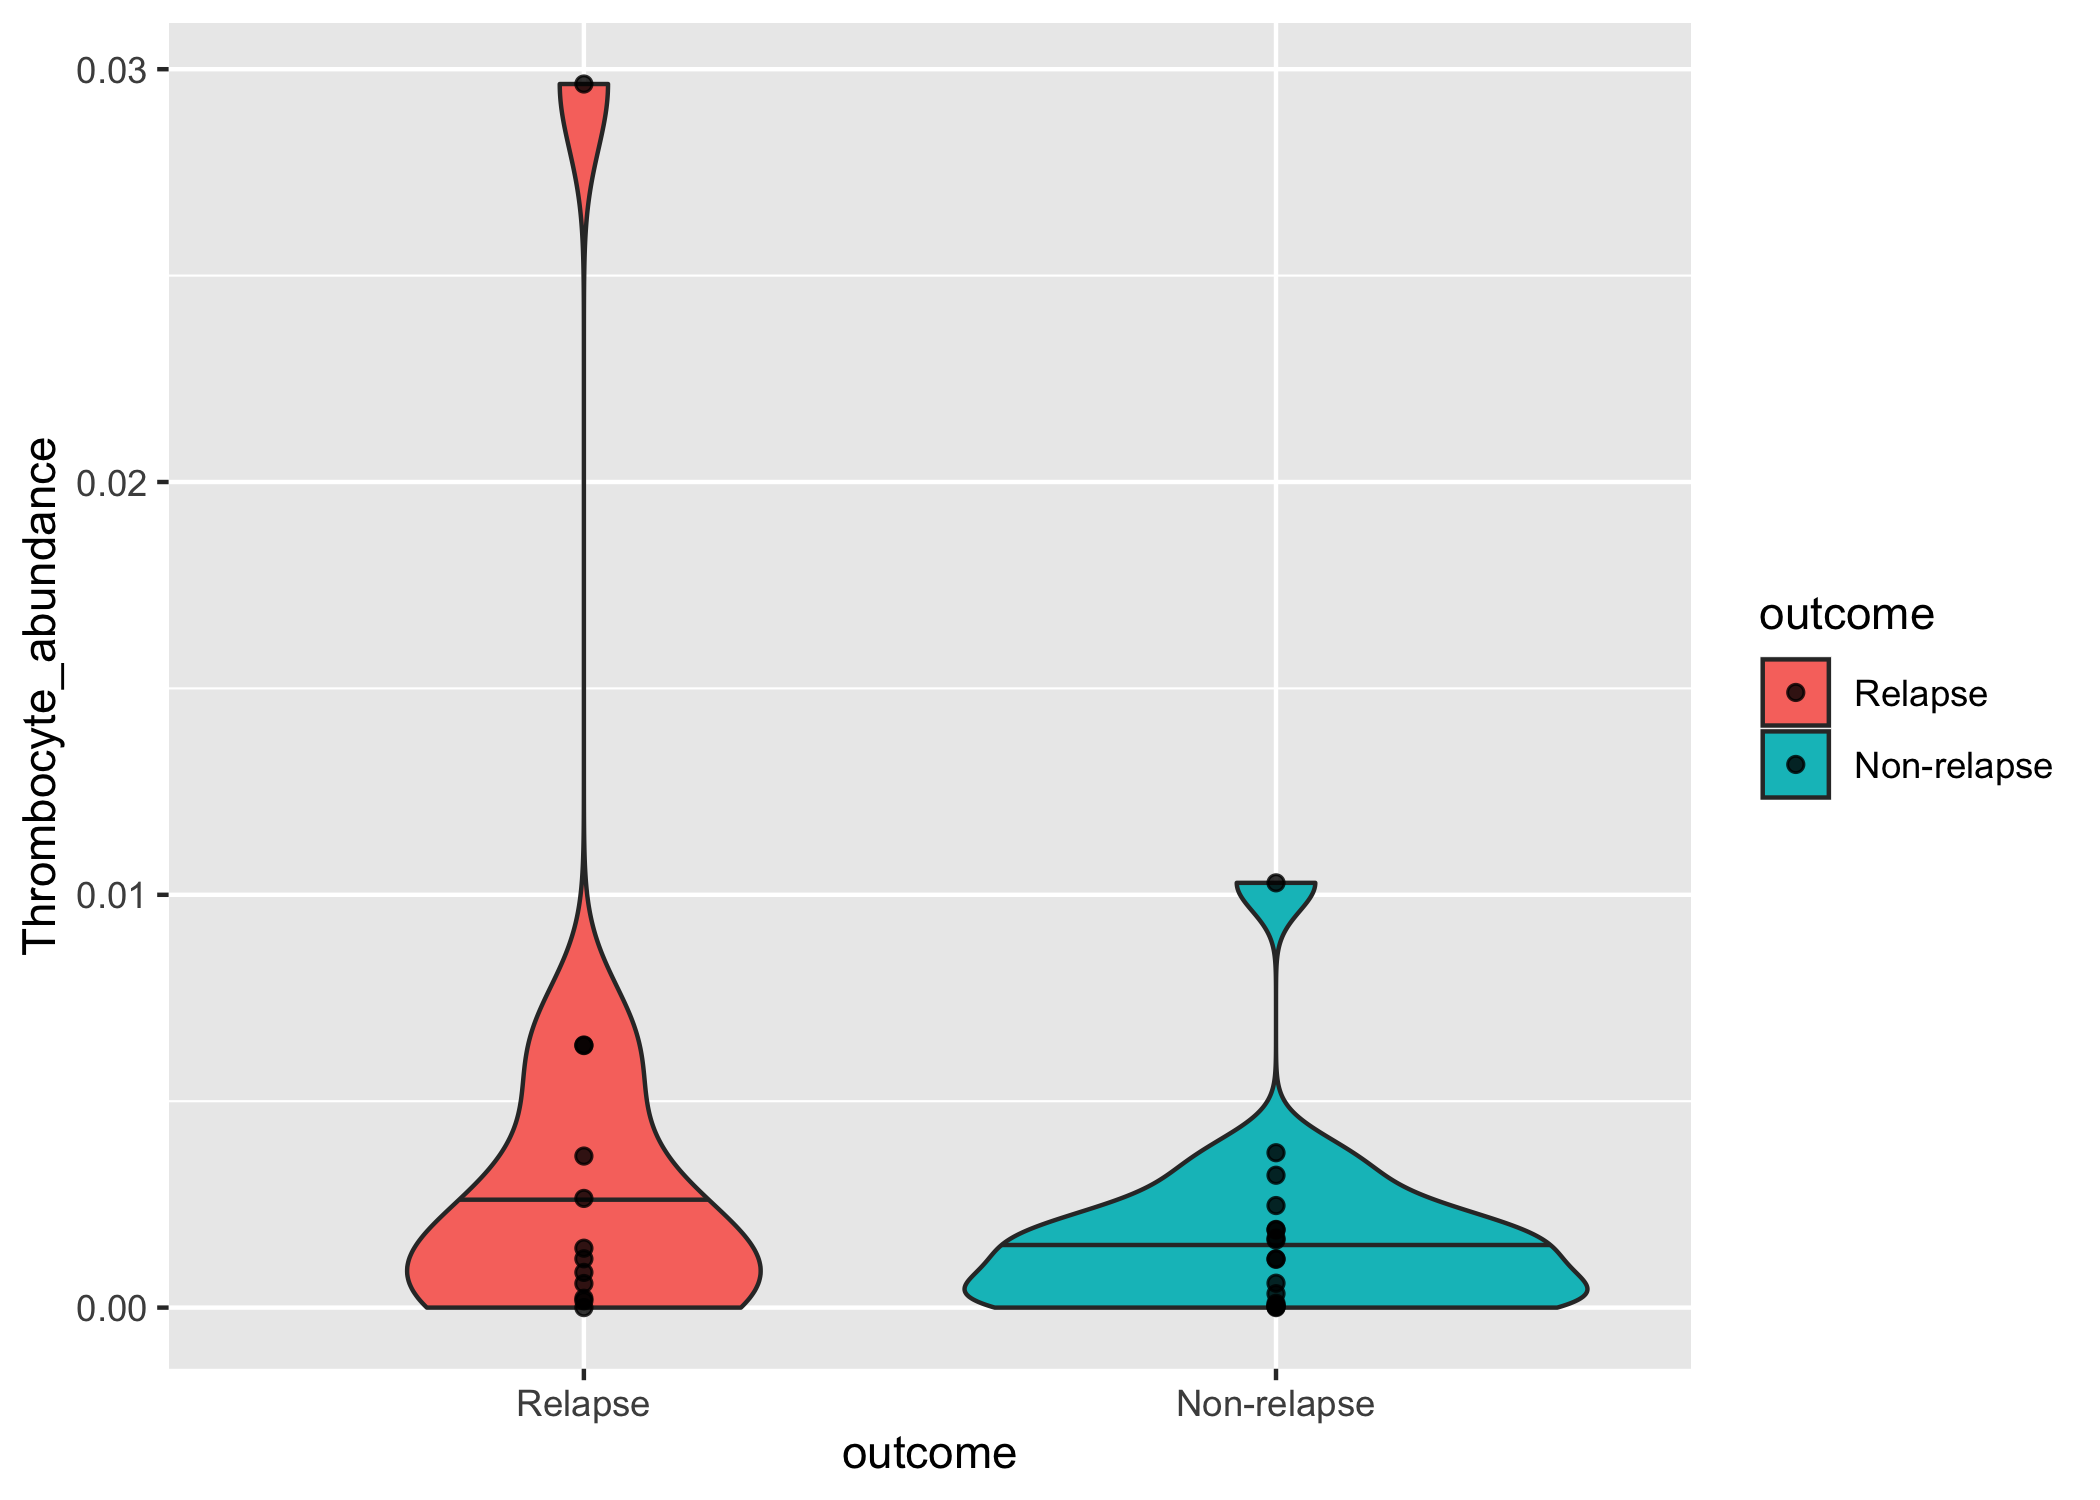 Thrombocyte_abundance
0.03
0.02
0.01
0.00
Relapse
Non-relapse
outcome
outcome
Relapse
Non-relapse